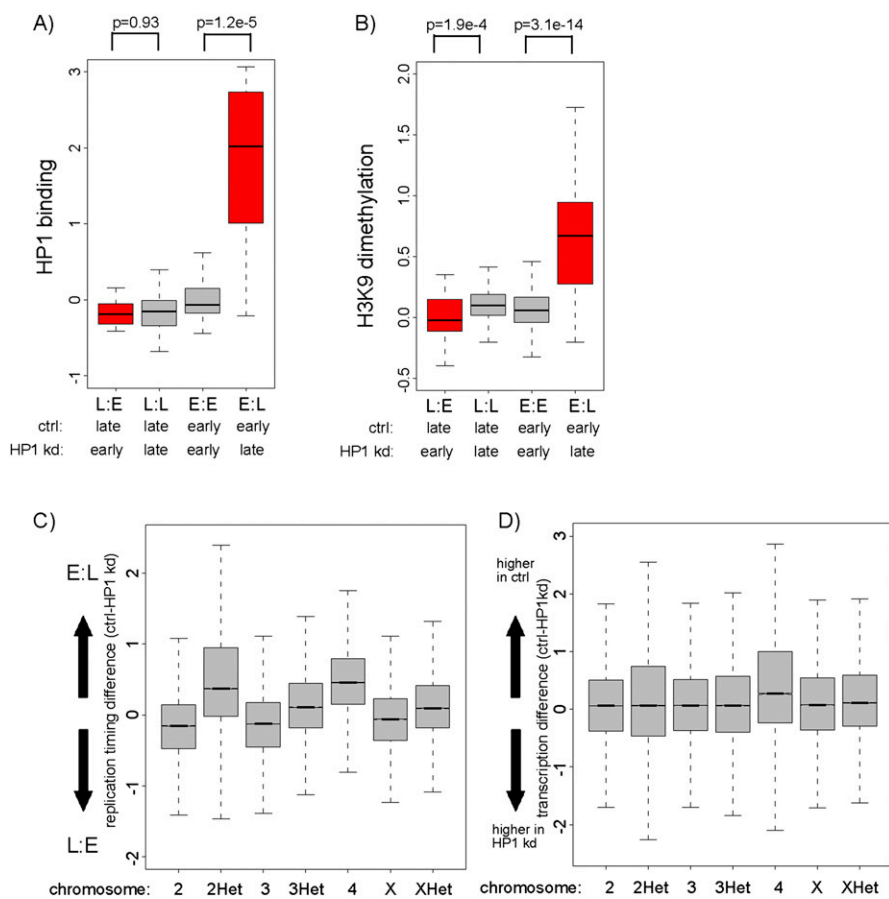 A)
p=0.93 p=1.2e-5
HP1 binding
3
2
1
0
-1
L:E L:L E:E E:L
ctrl: late late early early
HP1 kd: early late early late
B)
p=1.9e-4 p=3.1e-14
H3K9 dimethylation
2.0
1.5
1.0
0.5
0.0
-0.5
L:E L:L E:E E:L
ctrl: late late early early
HP1 kd: early late early late
C)
E:L
L:E
replication timing difference (ctrl-HP1 kd)
2
1
0
-1
-2
chromosome: 2 2Het 3 3Het 4 X XHet
D)
higher in ctrl
higher in HP1 kd
transcription difference (ctrl-HP1kd)
3
2
1
0
-1
-2
chromosome: 2 2Het 3 3Het 4 X XHet